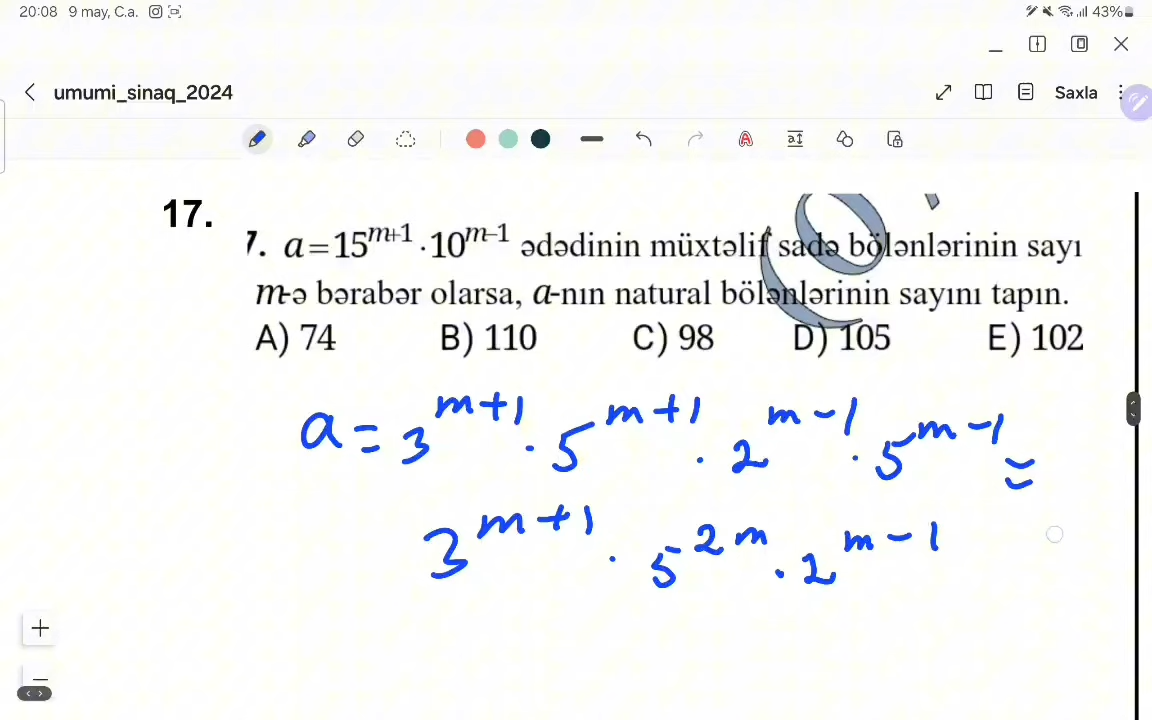 20:08 9 may, C.a. 43%
umumi_sinaq_2024 Saxla
17.
7. a=15^{m+1}·10^{m-1} ədədinin müxtəlif sadə bölənlərinin sayı
m-ə bərabər olarsa, a-nın natural bölənlərinin sayını tapın.
A) 74 B) 110 C) 98 D) 105 E) 102
a = 3^{m+1} · 5^{m+1} · 2^{m-1} · 5^{m-1} =
3^{m+1} · 5^{2m} · 2^{m-1}